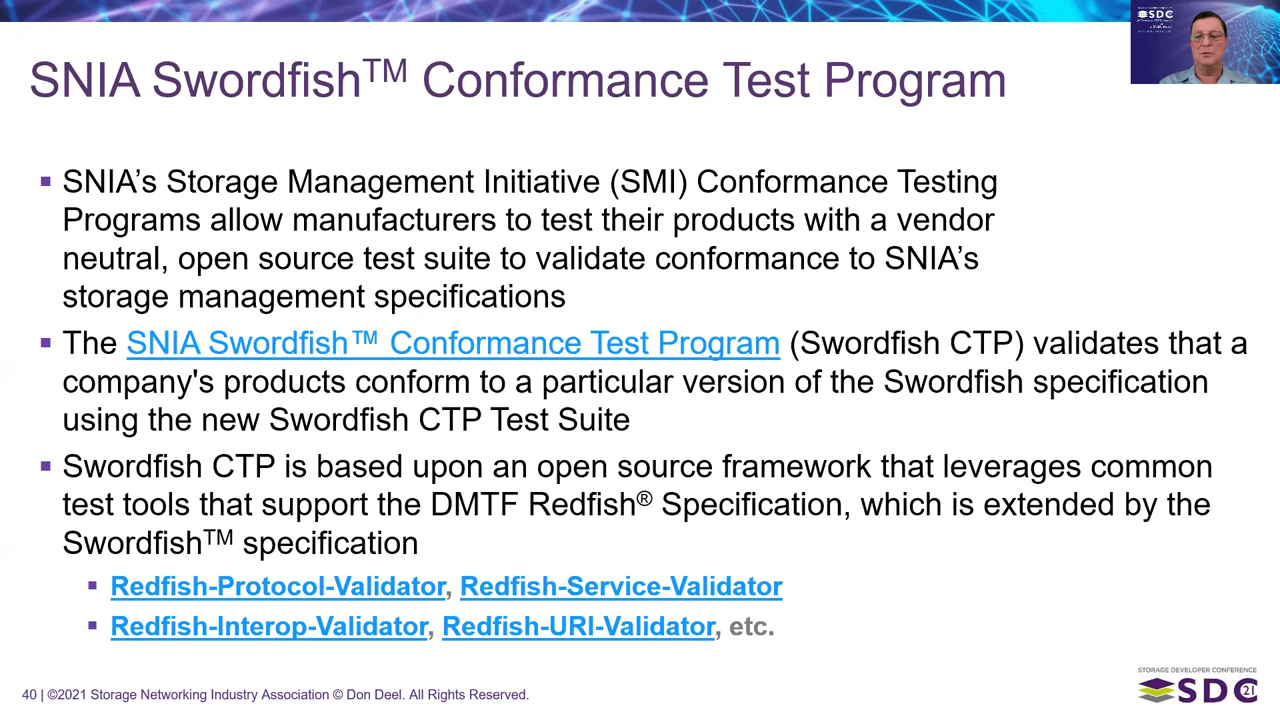 SDC
SNIA Swordfish™ Conformance Test Program
▪ SNIA’s Storage Management Initiative (SMI) Conformance Testing
Programs allow manufacturers to test their products with a vendor
neutral, open source test suite to validate conformance to SNIA’s
storage management specifications
▪ The SNIA Swordfish™ Conformance Test Program (Swordfish CTP) validates that a
company's products conform to a particular version of the Swordfish specification
using the new Swordfish CTP Test Suite
▪ Swordfish CTP is based upon an open source framework that leverages common
test tools that support the DMTF Redfish® Specification, which is extended by the
Swordfish™ specification
▪ Redfish-Protocol-Validator, Redfish-Service-Validator
▪ Redfish-Interop-Validator, Redfish-URI-Validator, etc.
40 | ©2021 Storage Networking Industry Association © Don Deel. All Rights Reserved.
STORAGE DEVELOPER CONFERENCE
SDC 21